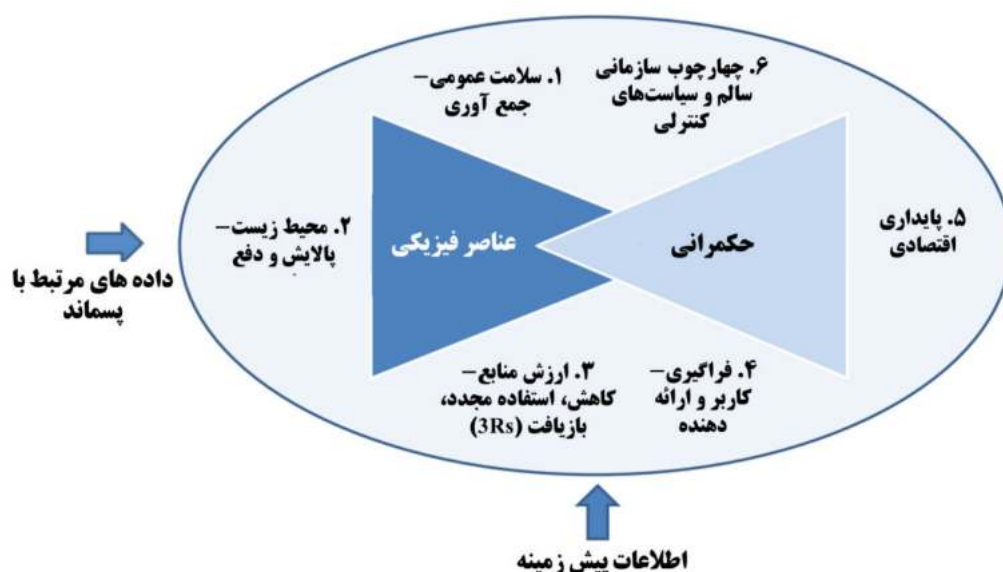 ۱. سلامت عمومی–
جمع آوری
۶. چهارچوب سازمانی
سالم و سیاست‌های
کنترلی
۲. محیط زیست–
پالایش و دفع
عناصر فیزیکی
حکمرانی
۵. پایداری
اقتصادی
داده های مرتبط با
پسماند
۳. ارزش منابع–
کاهش، استفاده مجدد،
بازیافت (3Rs)
۴. فراگیری–
کاربر و ارائه
دهنده
اطلاعات پیش زمینه